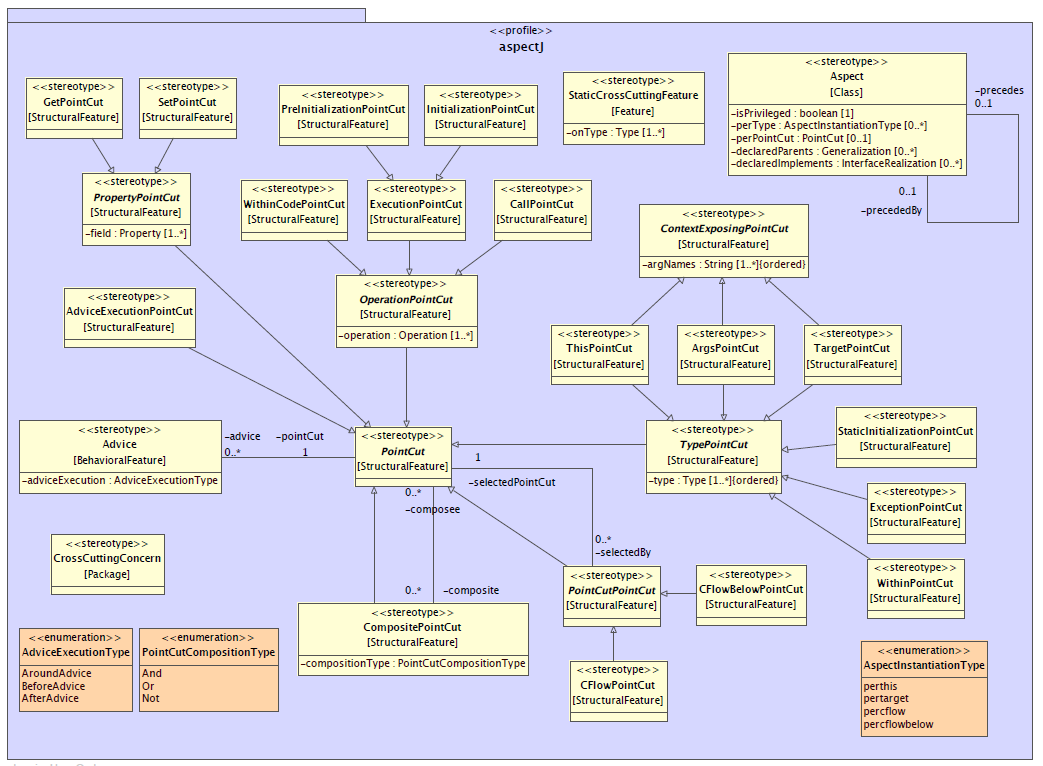 <<profile>>
aspectJ
<<stereotype>>
GetPointCut
[StructuralFeature]
<<stereotype>>
SetPointCut
[StructuralFeature]
<<stereotype>>
PreInitializationPointCut
[StructuralFeature]
<<stereotype>>
InitializationPointCut
[StructuralFeature]
<<stereotype>>
StaticCrossCuttingFeature
[Feature]
-onType : Type [1..*]
<<stereotype>>
Aspect
[Class]
-isPrivileged : boolean [1]
-perType : AspectInstantiationType [0..*]
-perPointCut : PointCut [0..1]
-declaredParents : Generalization [0..*]
-declaredImplements : InterfaceRealization [0..*]
-precedes
0..1
0..1
-precededBy
<<stereotype>>
PropertyPointCut
[StructuralFeature]
-field : Property [1..*]
<<stereotype>>
WithinCodePointCut
[StructuralFeature]
<<stereotype>>
ExecutionPointCut
[StructuralFeature]
<<stereotype>>
CallPointCut
[StructuralFeature]
<<stereotype>>
ContextExposingPointCut
[StructuralFeature]
-argNames : String [1..*]{ordered}
<<stereotype>>
AdviceExecutionPointCut
[StructuralFeature]
<<stereotype>>
OperationPointCut
[StructuralFeature]
-operation : Operation [1..*]
<<stereotype>>
ThisPointCut
[StructuralFeature]
<<stereotype>>
ArgsPointCut
[StructuralFeature]
<<stereotype>>
TargetPointCut
[StructuralFeature]
<<stereotype>>
Advice
[BehavioralFeature]
-adviceExecution : AdviceExecutionType
-advice
0..*
-pointCut
1
<<stereotype>>
PointCut
[StructuralFeature]
1
-selectedPointCut
<<stereotype>>
TypePointCut
[StructuralFeature]
-type : Type [1..*]{ordered}
<<stereotype>>
StaticInitializationPointCut
[StructuralFeature]
<<stereotype>>
ExceptionPointCut
[StructuralFeature]
0..*
-composee
0..*
-selectedBy
<<stereotype>>
CrossCuttingConcern
[Package]
0..*
-composite
<<stereotype>>
PointCutPointCut
[StructuralFeature]
<<stereotype>>
CFlowBelowPointCut
[StructuralFeature]
<<stereotype>>
WithinPointCut
[StructuralFeature]
<<stereotype>>
CompositePointCut
[StructuralFeature]
-compositionType : PointCutCompositionType
<<stereotype>>
CFlowPointCut
[StructuralFeature]
<<enumeration>>
AdviceExecutionType
AroundAdvice
BeforeAdvice
AfterAdvice
<<enumeration>>
PointCutCompositionType
And
Or
Not
<<enumeration>>
AspectInstantiationType
perthis
pertarget
percflow
percflowbelow